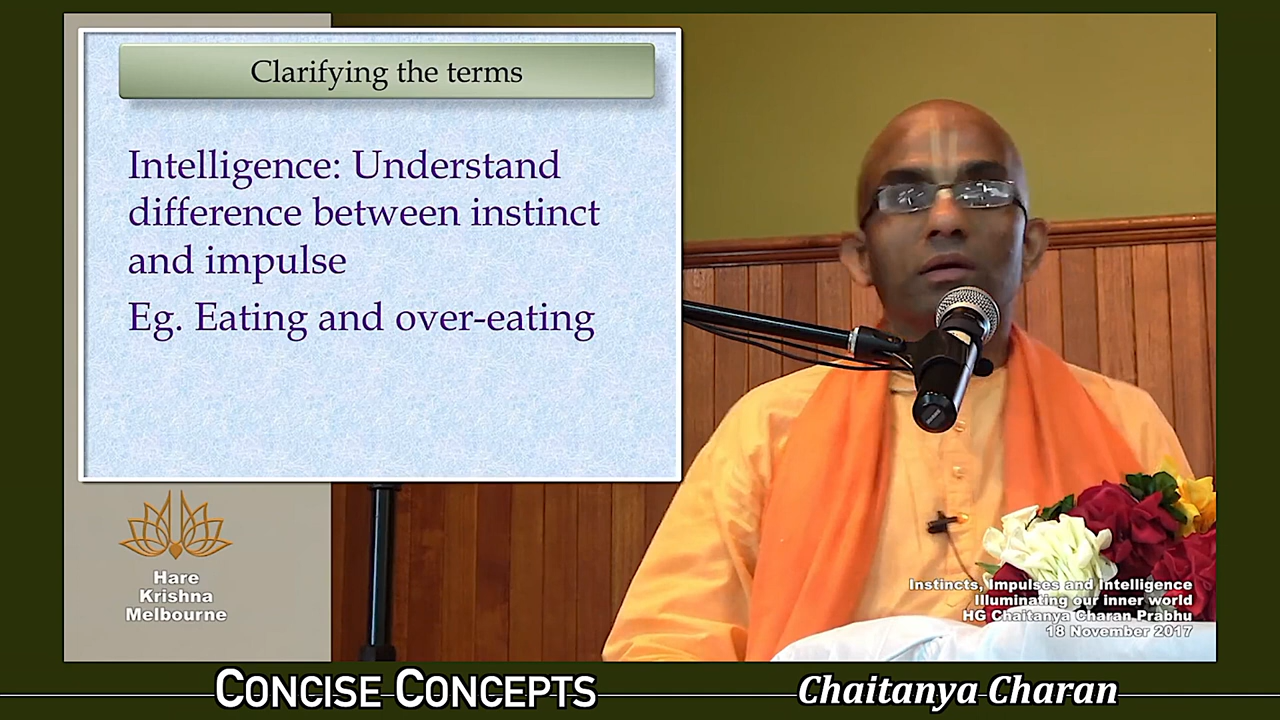 Clarifying the terms
Intelligence: Understand
difference between instinct
and impulse
Eg. Eating and over-eating
Hare
Krishna
Melbourne
Instincts, Impulses and Intelligence
Illuminating our inner world
HG Chaitanya Charan Prabhu
18 November 2017
Concise Concepts
Chaitanya Charan